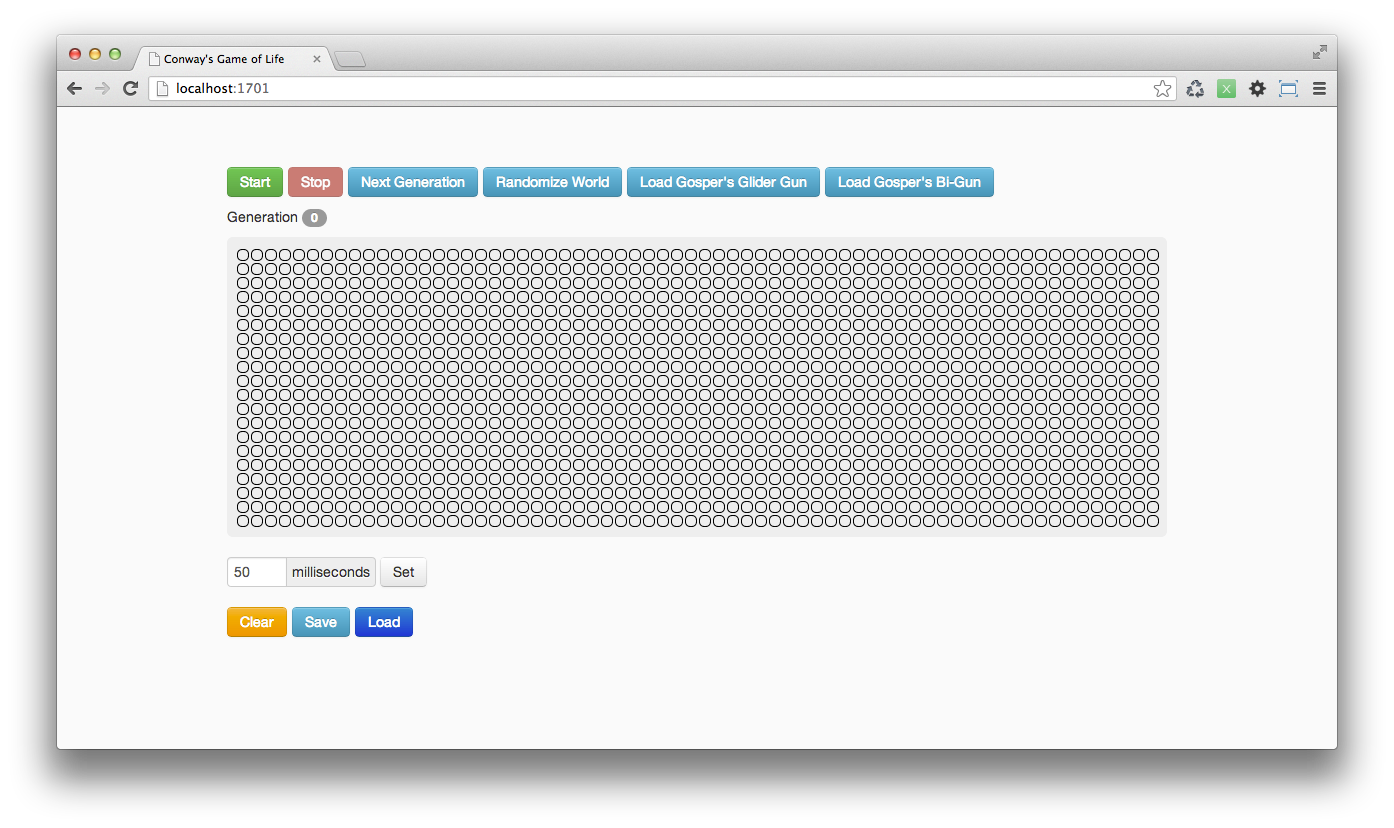 Conway's Game of Life
localhost:1701
Start Stop Next Generation Randomize World Load Gosper's Glider Gun Load Gosper's Bi-Gun
Generation 0
50 milliseconds Set
Clear Save Load